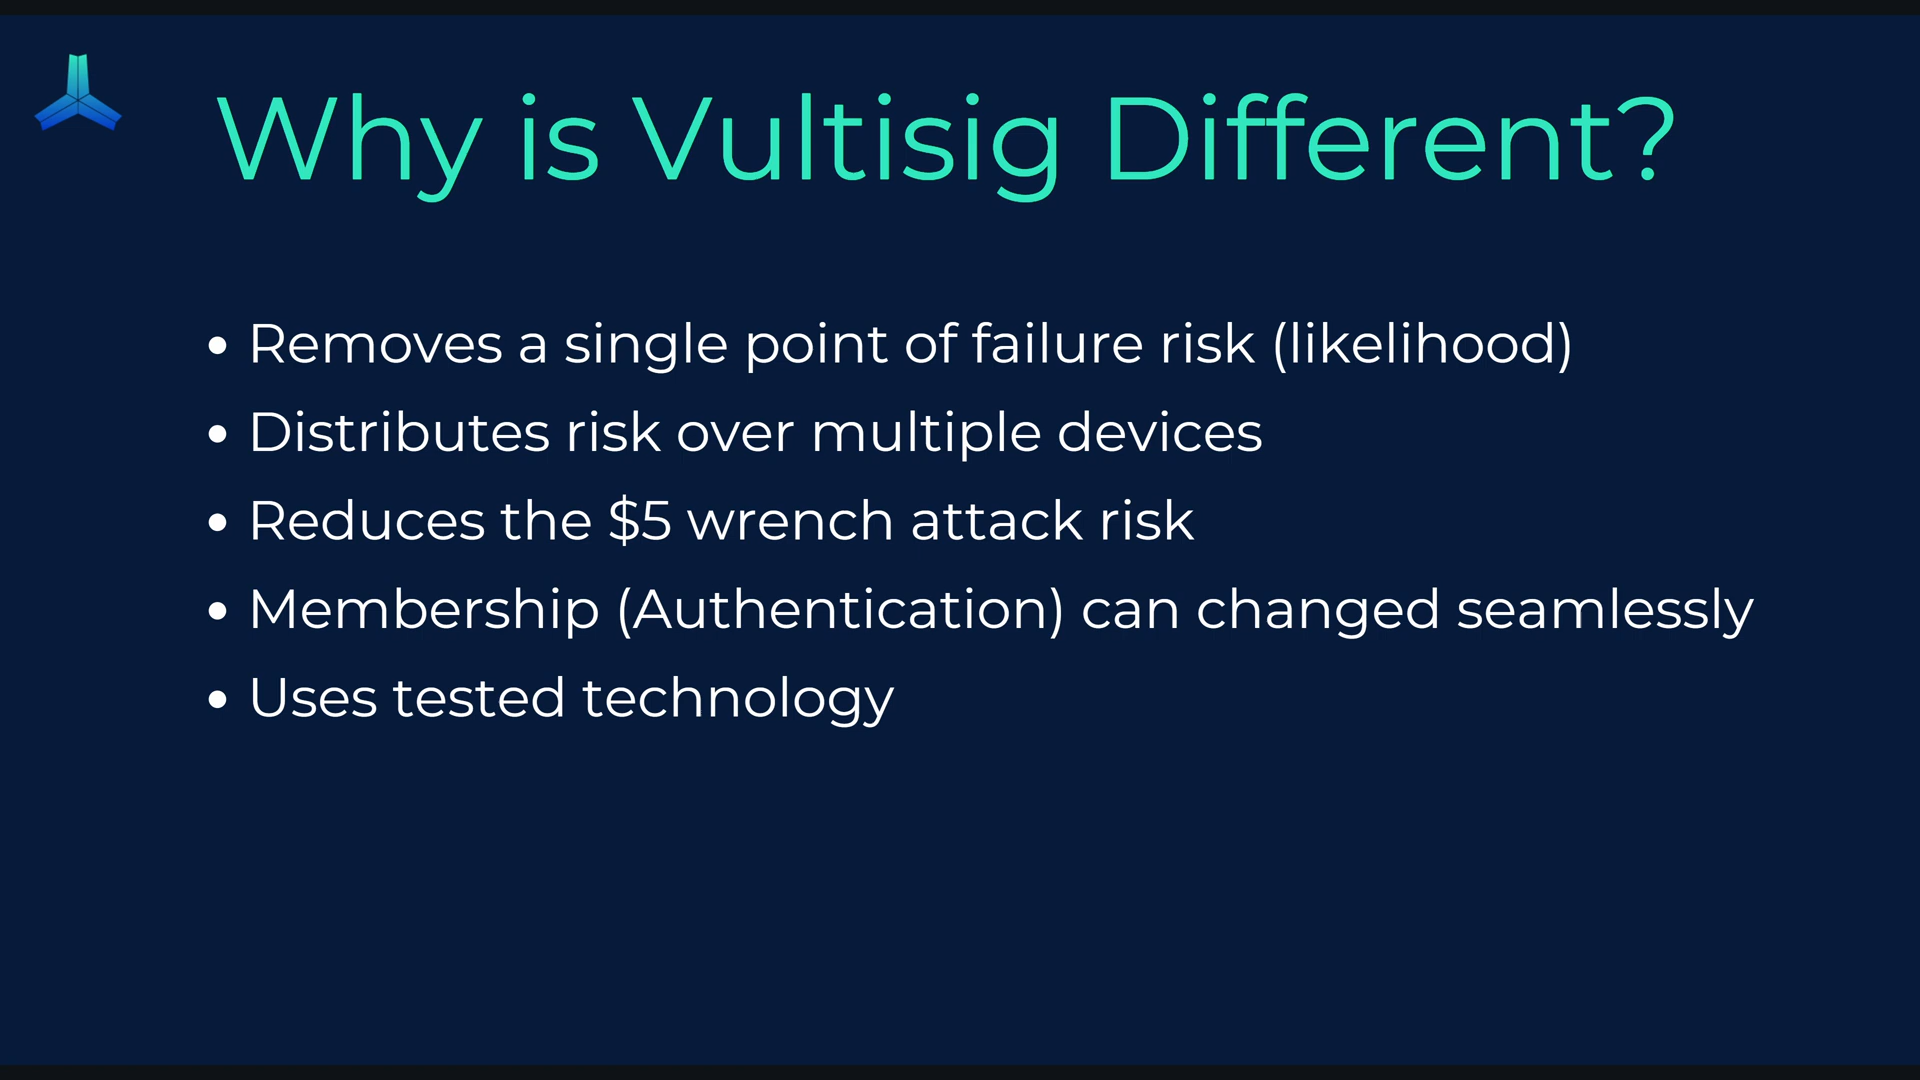 Why is Vultisig Different?
• Removes a single point of failure risk (likelihood)
• Distributes risk over multiple devices
• Reduces the $5 wrench attack risk
• Membership (Authentication) can changed seamlessly
• Uses tested technology